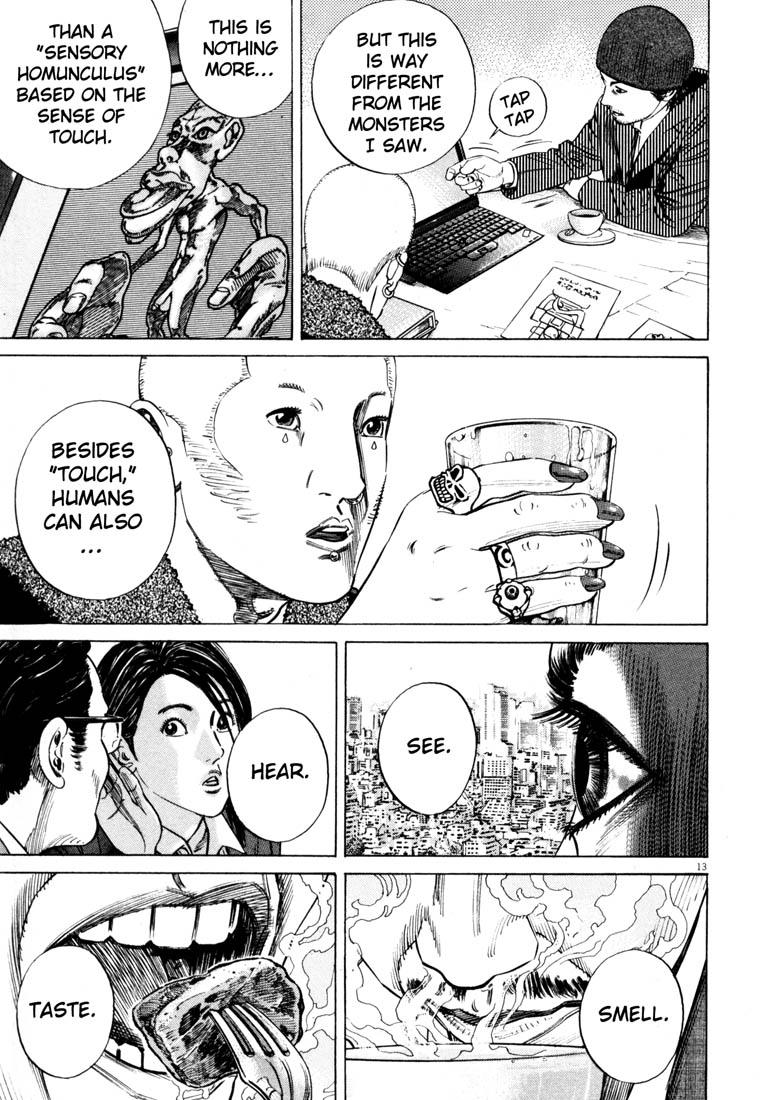 BUT THIS
IS WAY
DIFFERENT
FROM THE
MONSTERS
I SAW.
TAP
TAP
THIS IS
NOTHING
MORE...
THAN A
"SENSORY
HOMUNCULUS"
BASED ON THE
SENSE OF
TOUCH.
BESIDES
"TOUCH,"
HUMANS
CAN ALSO
...
SEE.
HEAR.
13
SMELL.
TASTE.